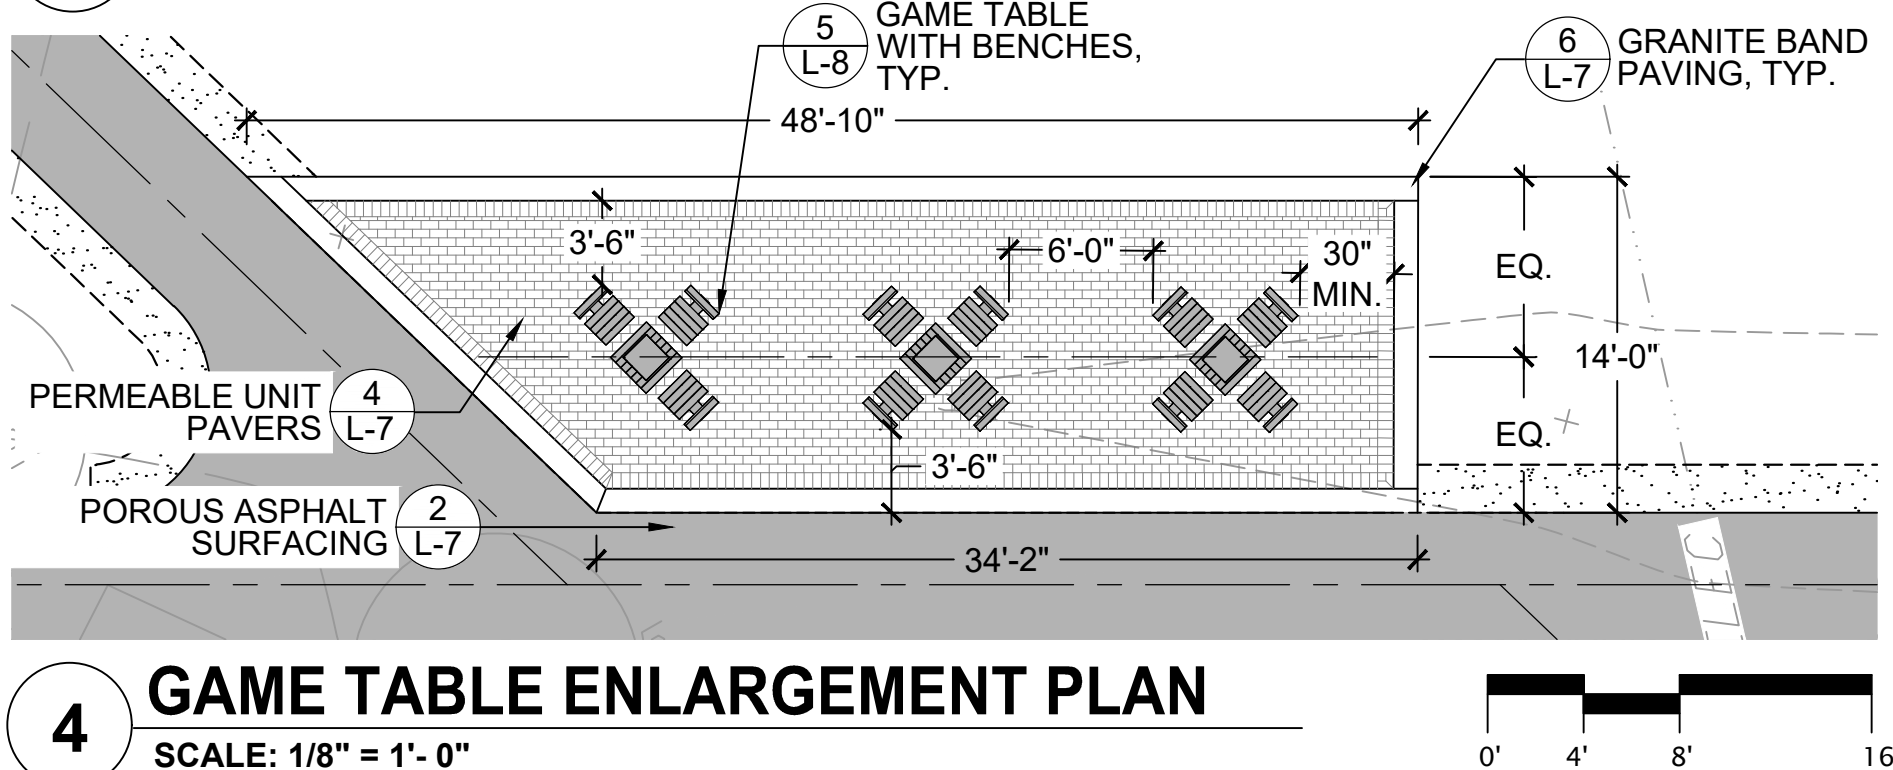 5
L-8
GAME TABLE
WITH BENCHES,
TYP.
6
L-7
GRANITE BAND
PAVING, TYP.
48'-10"
3'-6"
6'-0"
30"
MIN.
EQ.
14'-0"
EQ.
PERMEABLE UNIT
PAVERS
4
L-7
3'-6"
POROUS ASPHALT
SURFACING
2
L-7
34'-2"
4
GAME TABLE ENLARGEMENT PLAN
SCALE: 1/8" = 1'- 0"
0' 4' 8' 16